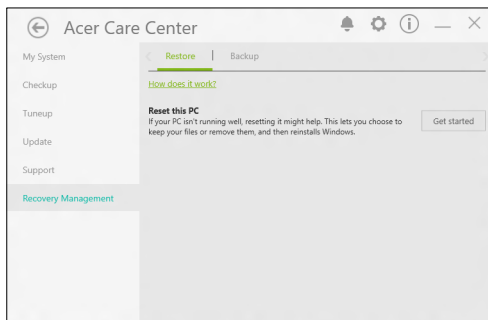 Acer Care Center
My System
Checkup
Tuneup
Update
Support
Recovery Management
Restore
Backup
How does it work?
Reset this PC
If your PC isn't running well, resetting it might help. This lets you choose to
keep your files or remove them, and then reinstalls Windows.
Get started